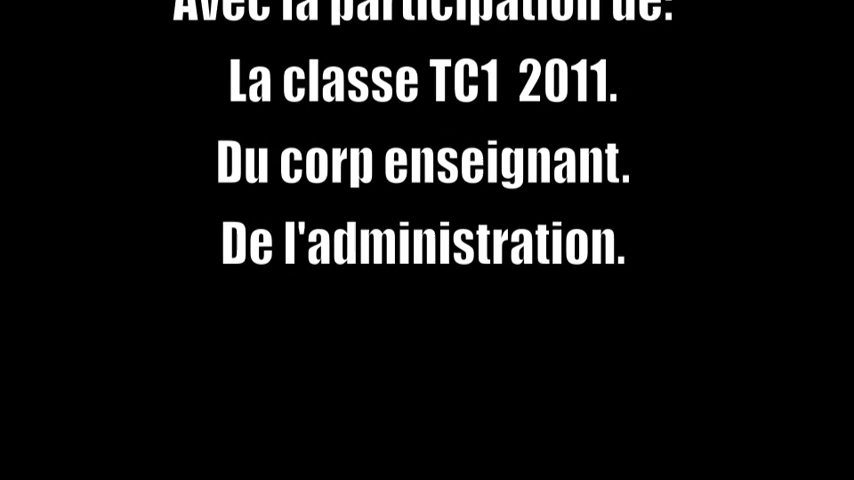 Avec la participation de:
La classe TC1 2011.
Du corp enseignant.
De l'administration.